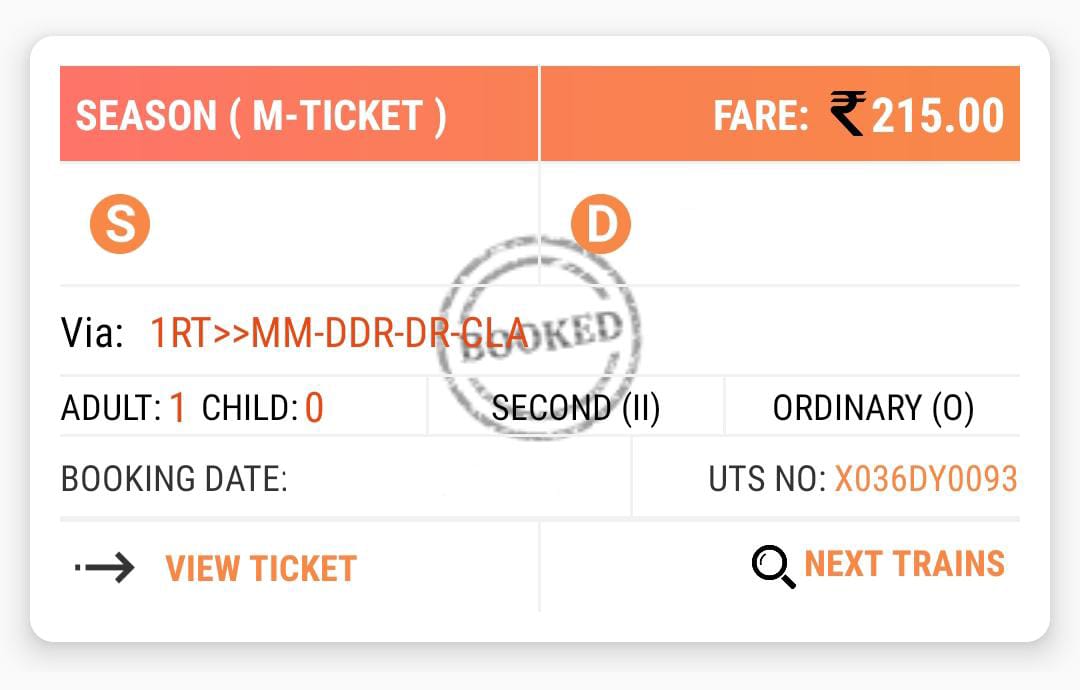 SEASON ( M-TICKET ) FARE: ₹215.00
S D
Via: 1RT>>MM-DDR-DR-CLA
BOOKED
ADULT: 1 CHILD: 0 SECOND (II) ORDINARY (O)
BOOKING DATE: UTS NO: X036DY0093
VIEW TICKET NEXT TRAINS